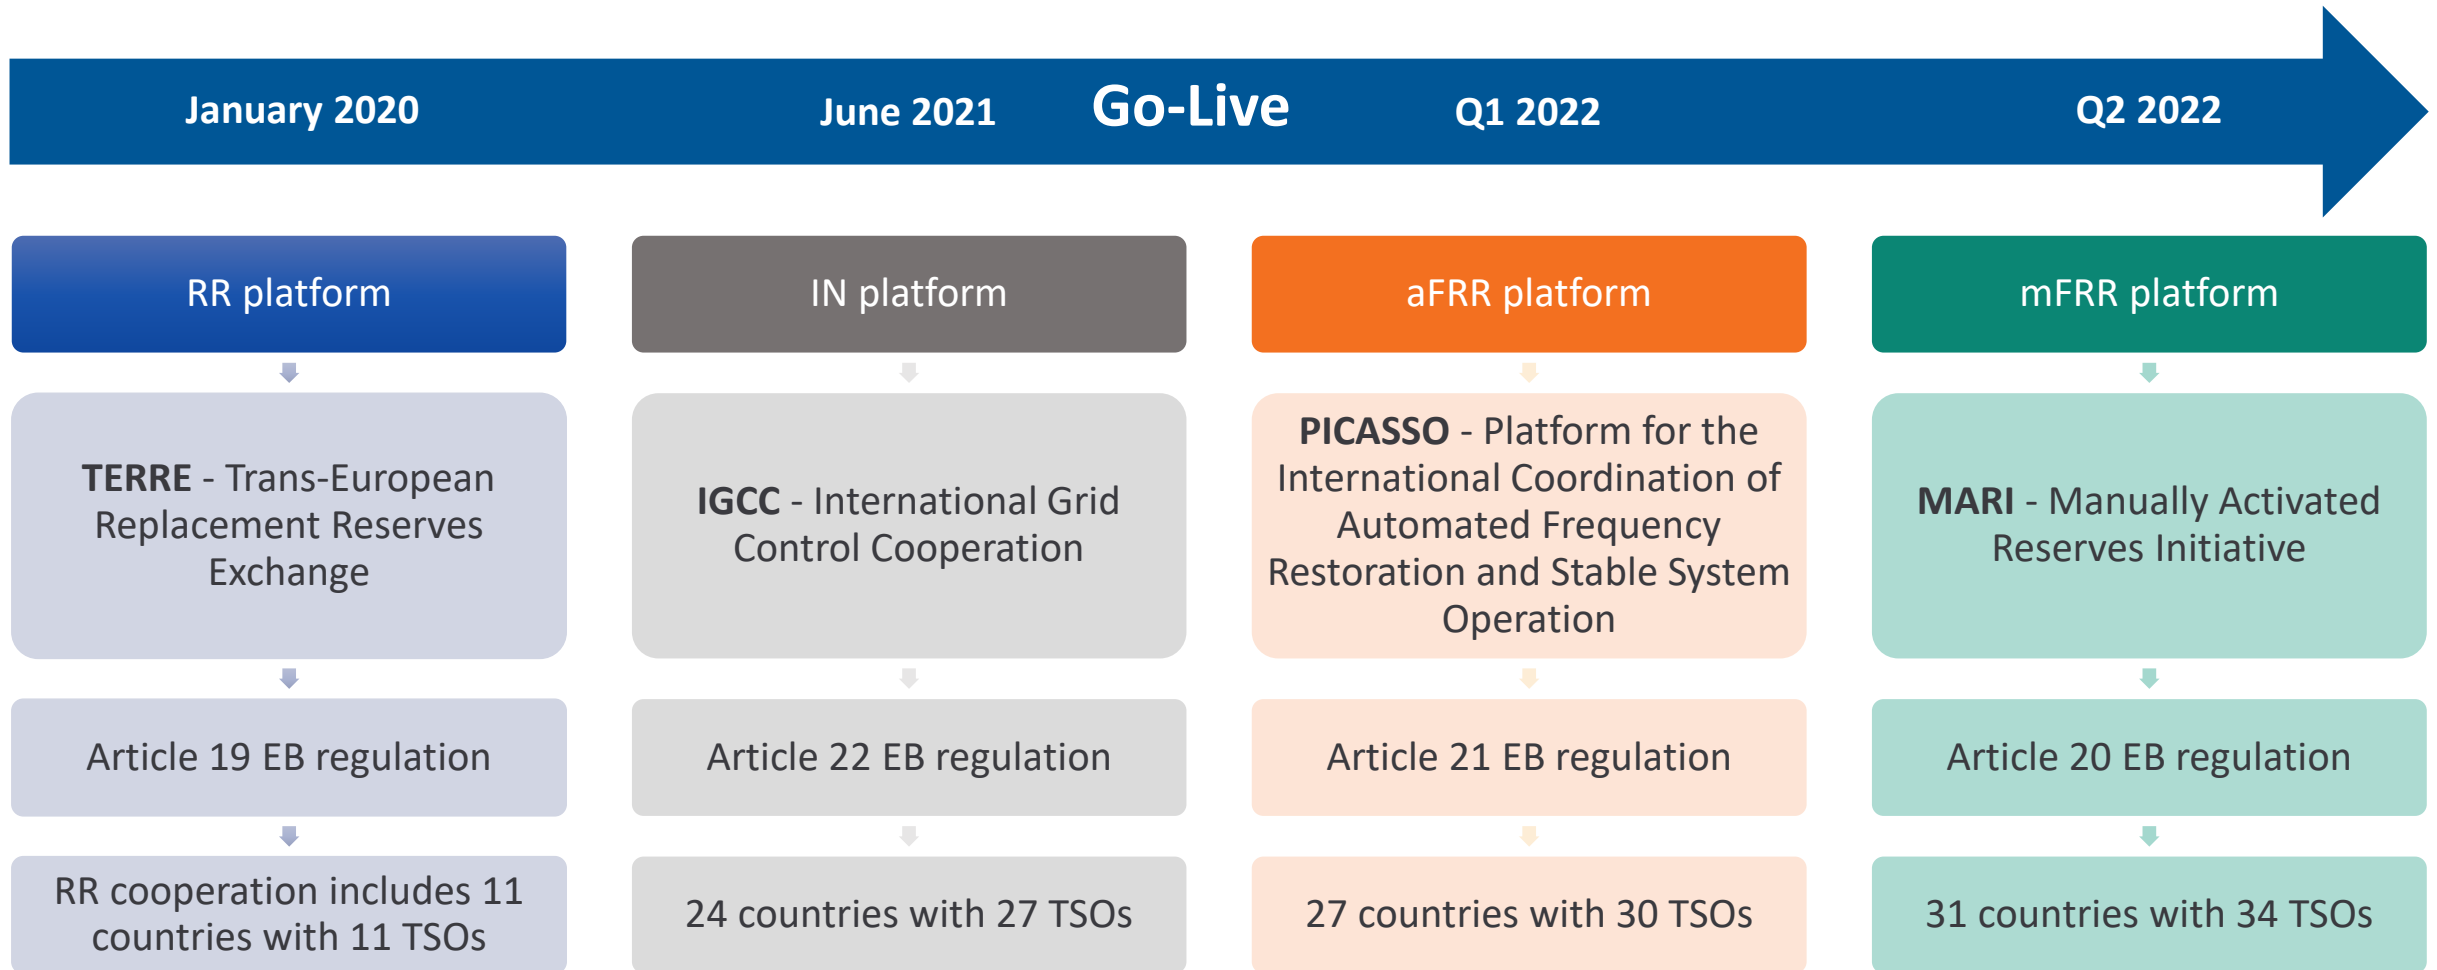 January 2020
June 2021
Go-Live
Q1 2022
Q2 2022
RR platform
IN platform
aFRR platform
mFRR platform
TERRE - Trans-European
Replacement Reserves
Exchange
IGCC - International Grid
Control Cooperation
PICASSO - Platform for the
International Coordination of
Automated Frequency
Restoration and Stable System
Operation
MARI - Manually Activated
Reserves Initiative
Article 19 EB regulation
Article 22 EB regulation
Article 21 EB regulation
Article 20 EB regulation
RR cooperation includes 11
countries with 11 TSOs
24 countries with 27 TSOs
27 countries with 30 TSOs
31 countries with 34 TSOs